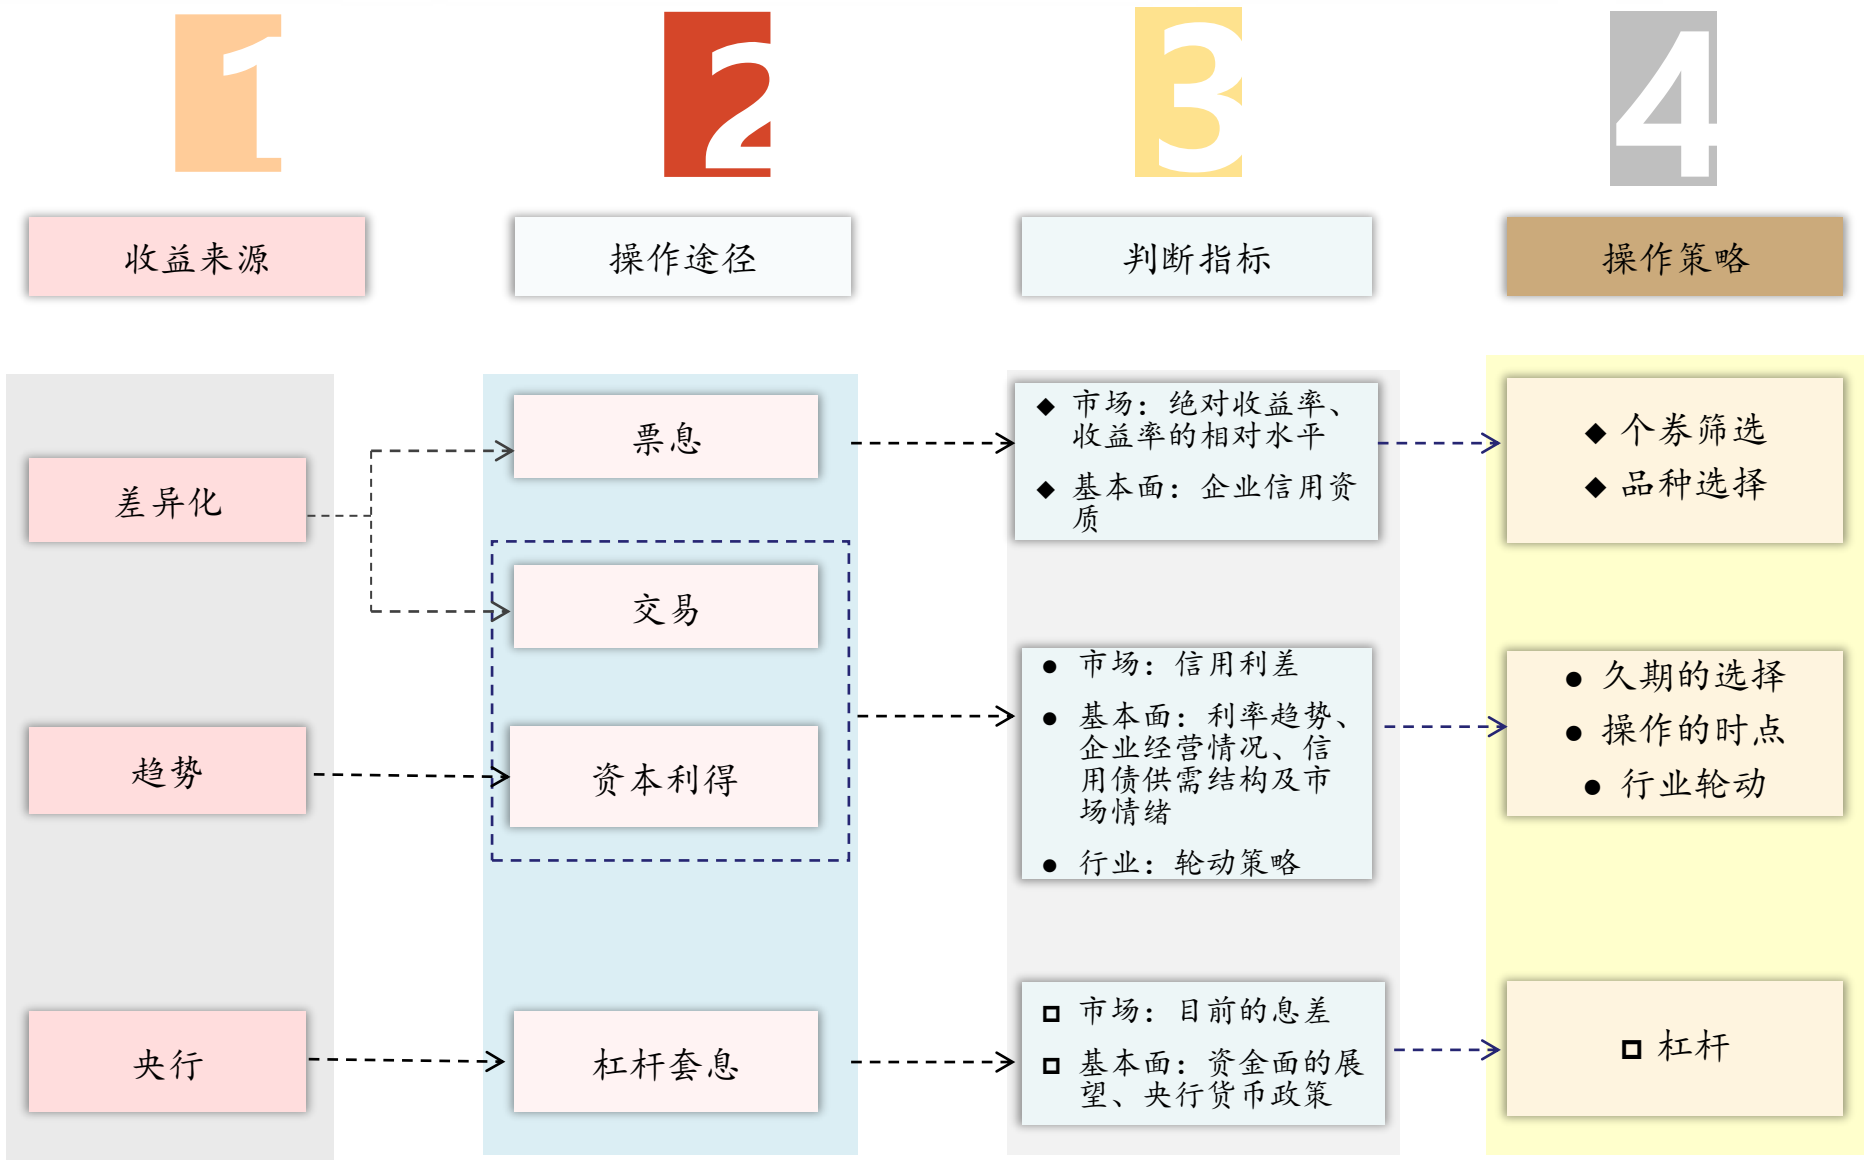 1
2
3
4
收益来源
操作途径
判断指标
操作策略
差异化
趋势
央行
票息
交易
资本利得
杠杆套息
◆ 市场：绝对收益率、
收益率的相对水平
◆ 基本面：企业信用资
质
● 市场：信用利差
● 基本面：利率趋势、
企业经营情况、信
用债供需结构及市
场情绪
● 行业：轮动策略
□ 市场：目前的息差
□ 基本面：资金面的展
望、央行货币政策
◆ 个券筛选
◆ 品种选择
● 久期的选择
● 操作的时点
● 行业轮动
□ 杠杆